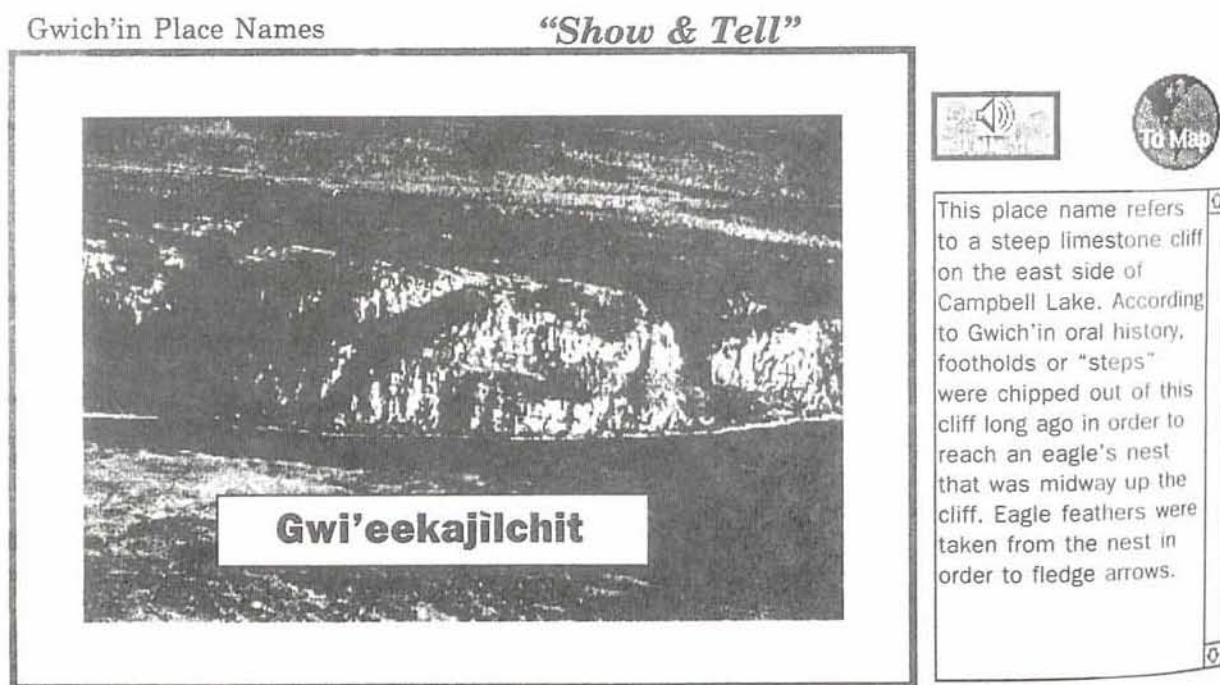 Gwich'in Place Names
“Show & Tell”
Gwi'eekajìlchit
To Map
This place name refers
to a steep limestone cliff
on the east side of
Campbell Lake. According
to Gwich'in oral history,
footholds or “steps”
were chipped out of this
cliff long ago in order to
reach an eagle's nest
that was midway up the
cliff. Eagle feathers were
taken from the nest in
order to fledge arrows.